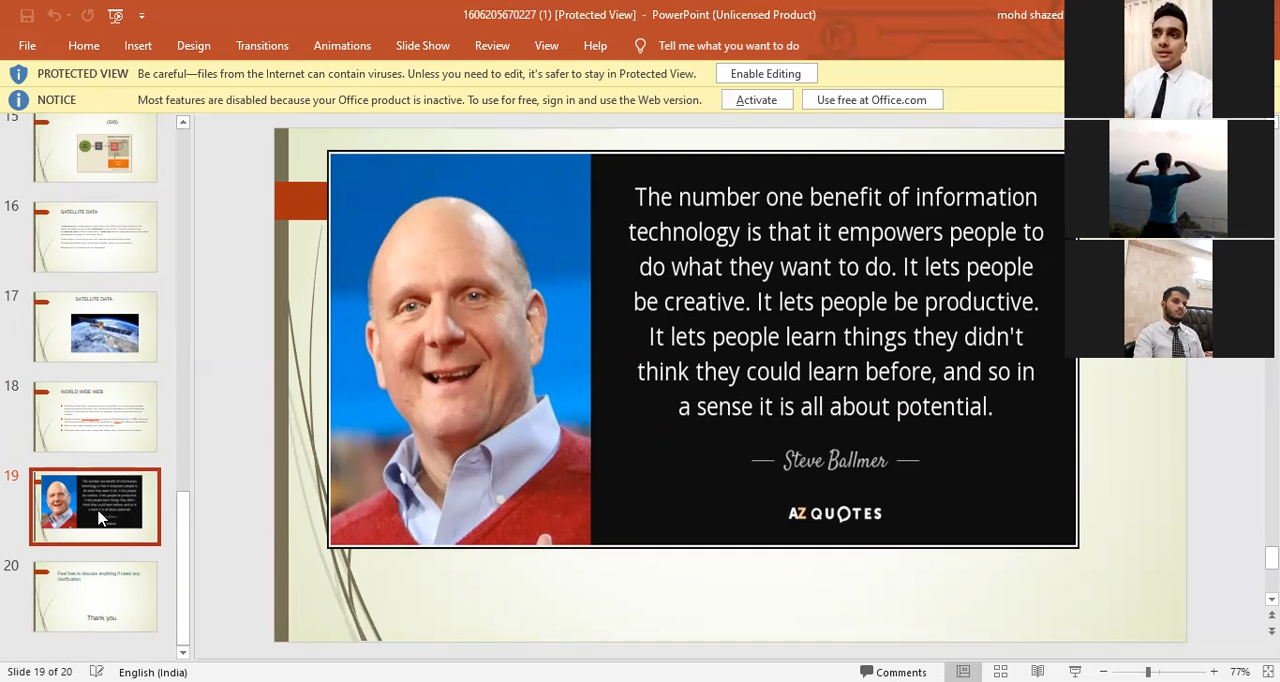 1606205670227 (1) [Protected View] - PowerPoint (Unlicensed Product)
mohd shazed
File Home Insert Design Transitions Animations Slide Show Review View Help Tell me what you want to do
PROTECTED VIEW Be careful—files from the Internet can contain viruses. Unless you need to edit, it's safer to stay in Protected View. Enable Editing
NOTICE Most features are disabled because your Office product is inactive. To use for free, sign in and use the Web version. Activate Use free at Office.com
15
(GIS)
16
SATELLITE DATA
17
SATELLITE DATA
18
WORLD WIDE WEB
19
20
Feel free to discuss anything if need any
clarification
Thank you
The number one benefit of information
technology is that it empowers people to
do what they want to do. It lets people
be creative. It lets people be productive.
It lets people learn things they didn't
think they could learn before, and so in
a sense it is all about potential.
Steve Ballmer
AZ QUOTES
Slide 19 of 20 English (India) Comments 77%